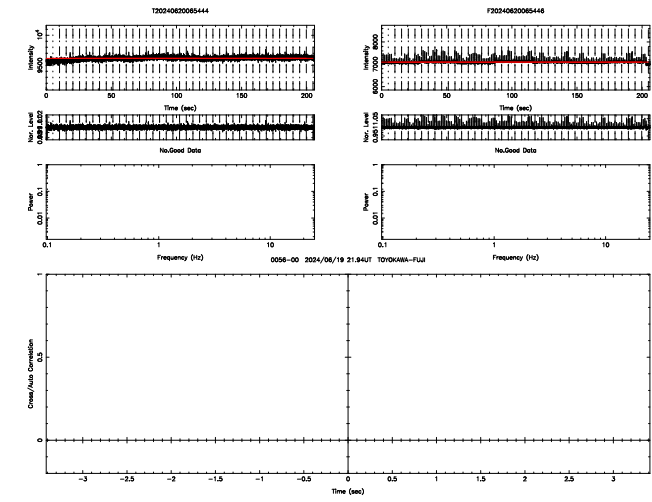 T20240620065444
F20240620065446
10⁴
9500
Intensity
0 50 100 150 200
Time (sec)
8000
7000
6000
Intensity
0 50 100 150 200
Time (sec)
Nor. Level
No.Good Data
Nor. Level
No.Good Data
1
0.1
0.01
Power
0.1 1 10
Frequency (Hz)
1
0.1
0.01
Power
0.1 1 10
Frequency (Hz)
0056-00 2024/06/19 21.94UT TOYOKAWA-FUJI
1
0.5
0
Cross/Auto Correlation
-3 -2.5 -2 -1.5 -1 -0.5 0 0.5 1 1.5 2 2.5 3
Time (sec)